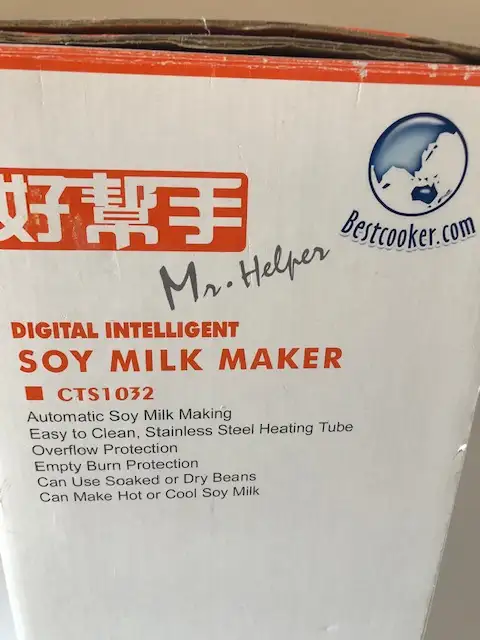 好幫手
Mr. Helper
Bestcooker.com
DIGITAL INTELLIGENT
SOY MILK MAKER
CTS1032
Automatic Soy Milk Making
Easy to Clean, Stainless Steel Heating Tube
Overflow Protection
Empty Burn Protection
Can Use Soaked or Dry Beans
Can Make Hot or Cool Soy Milk